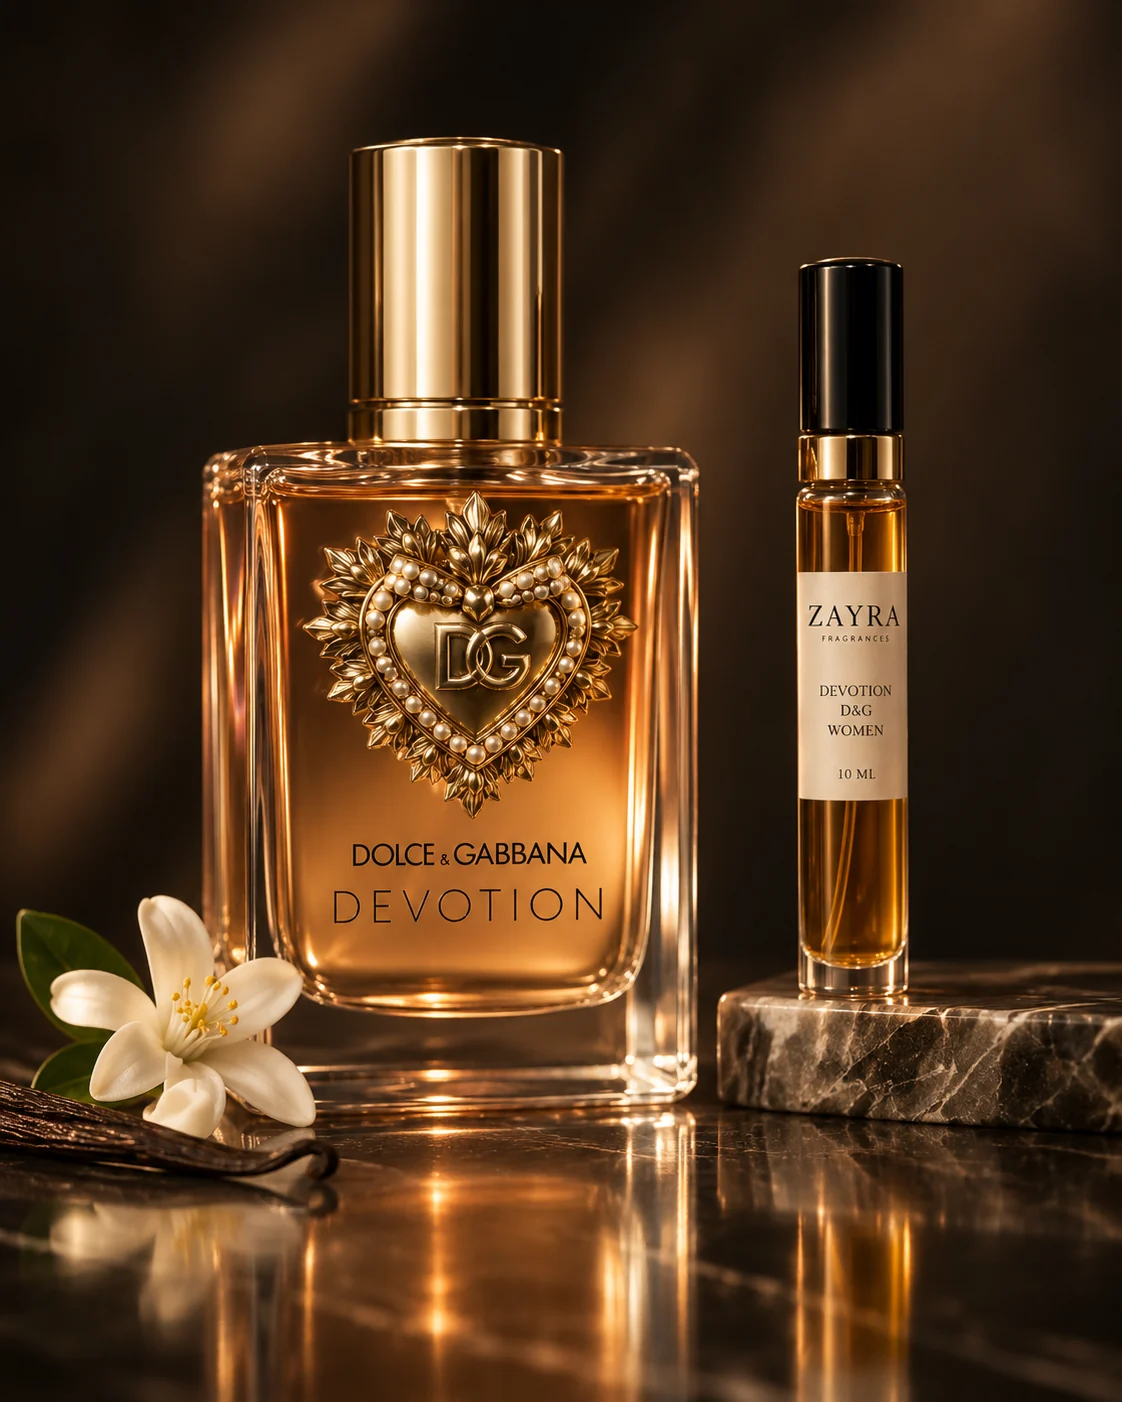 DG
DOLCE & GABBANA
DEVOTION
ZAYRA
FRAGRANCES
DEVOTION
D&G
WOMEN
10 ML